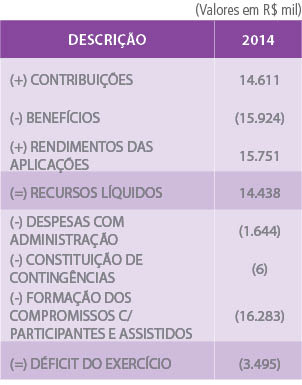 (Valores em R$ mil)
DESCRIÇÃO 2014
(+) CONTRIBUIÇÕES 14.611
(-) BENEFÍCIOS (15.924)
(+) RENDIMENTOS DAS
APLICAÇÕES 15.751
(=) RECURSOS LÍQUIDOS 14.438
(-) DESPESAS COM
ADMINISTRAÇÃO (1.644)
(-) CONSTITUIÇÃO DE
CONTINGÊNCIAS (6)
(-) FORMAÇÃO DOS
COMPROMISSOS C/ (16.283)
PARTICIPANTES E ASSISTIDOS
(=) DÉFICIT DO EXERCÍCIO (3.495)